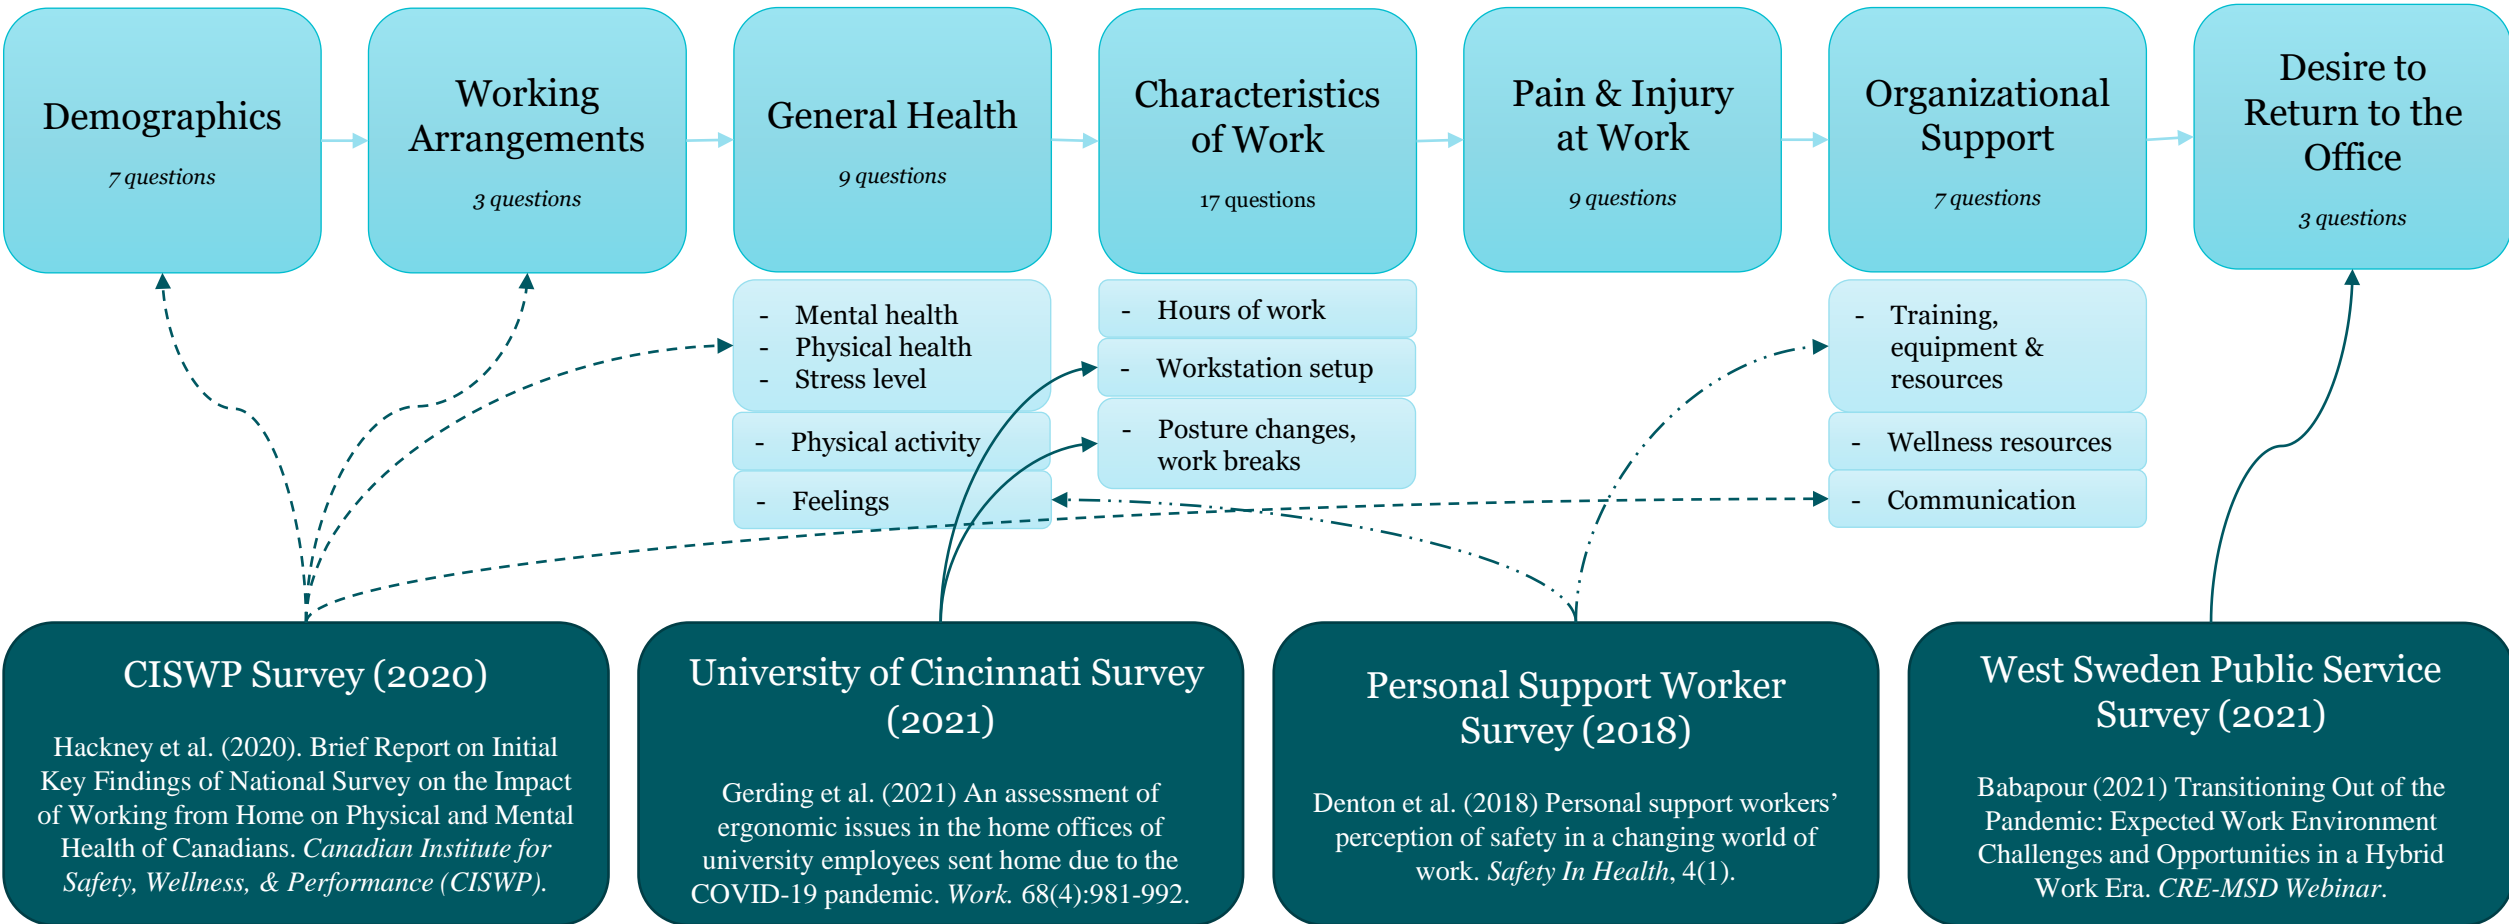 Demographics
7 questions
Working
Arrangements
3 questions
General Health
9 questions
Characteristics
of Work
17 questions
Pain & Injury
at Work
9 questions
Organizational
Support
7 questions
Desire to
Return to the
Office
3 questions
- Mental health
- Physical health
- Stress level
- Physical activity
- Feelings
- Hours of work
- Workstation setup
- Posture changes,
work breaks
- Training,
equipment &
resources
- Wellness resources
- Communication
CISWP Survey (2020)
Hackney et al. (2020). Brief Report on Initial
Key Findings of National Survey on the Impact
of Working from Home on Physical and Mental
Health of Canadians. Canadian Institute for
Safety, Wellness, & Performance (CISWP).
University of Cincinnati Survey
(2021)
Gerding et al. (2021) An assessment of
ergonomic issues in the home offices of
university employees sent home due to the
COVID-19 pandemic. Work. 68(4):981-992.
Personal Support Worker
Survey (2018)
Denton et al. (2018) Personal support workers’
perception of safety in a changing world of
work. Safety In Health, 4(1).
West Sweden Public Service
Survey (2021)
Babapour (2021) Transitioning Out of the
Pandemic: Expected Work Environment
Challenges and Opportunities in a Hybrid
Work Era. CRE-MSD Webinar.